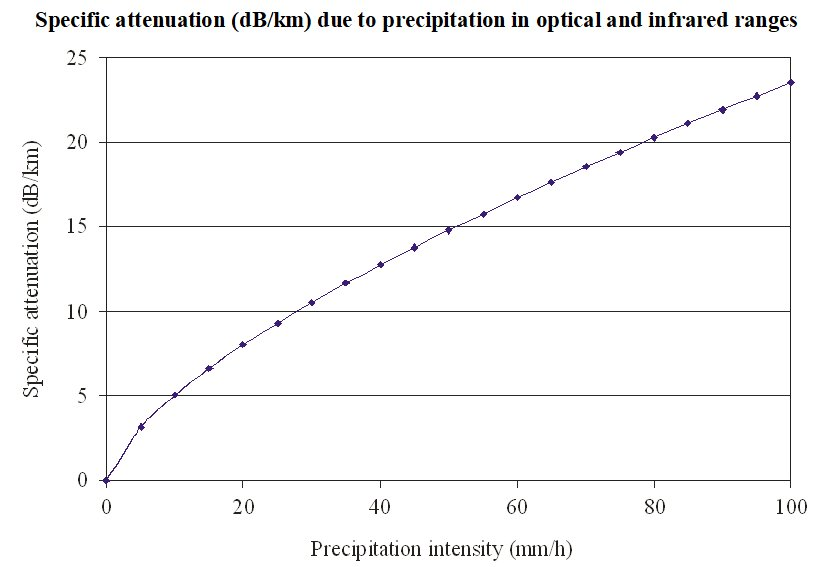 Specific attenuation (dB/km) due to precipitation in optical and infrared ranges
25
20
15
10
5
0
Specific attenuation (dB/km)
0 20 40 60 80 100
Precipitation intensity (mm/h)